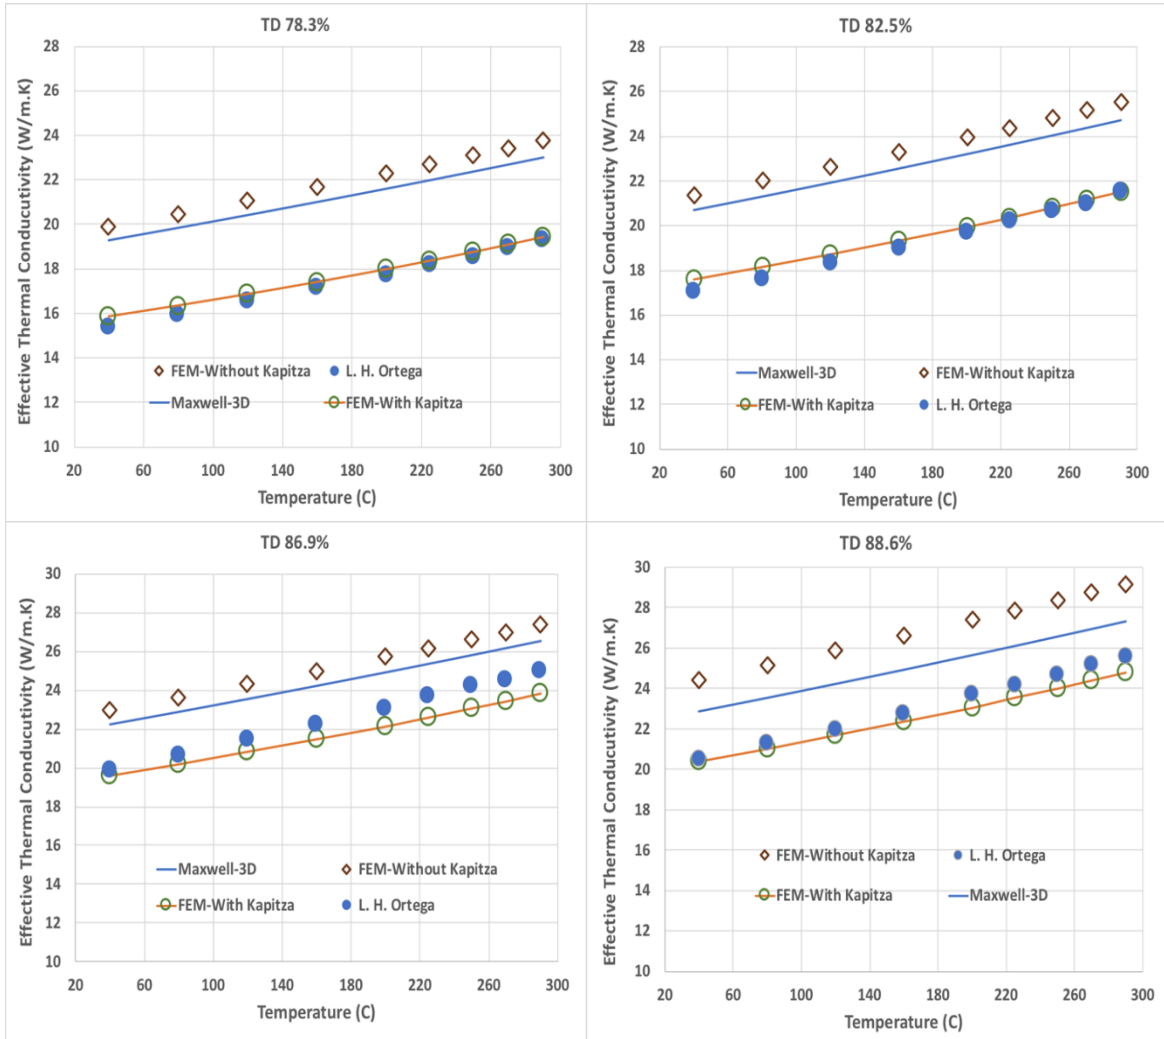 TD 78.3%
Effective Thermal Conducutivity (W/m.K)
28
26
24
22
20
18
16
14
12
10
FEM-Without Kapitza L. H. Ortega
Maxwell-3D FEM-With Kapitza
20 60 100 140 180 220 260 300
Temperature (C)
TD 82.5%
Effective Thermal Conducutivity (W/m.K)
28
26
24
22
20
18
16
14
12
10
Maxwell-3D FEM-Without Kapitza
FEM-With Kapitza L. H. Ortega
20 60 100 140 180 220 260 300
Temperature (C)
TD 86.9%
Effective Thermal Conducutivity (W/m.K)
30
28
26
24
22
20
18
16
14
12
10
Maxwell-3D FEM-Without Kapitza
FEM-With Kapitza L. H. Ortega
20 60 100 140 180 220 260 300
Temperature (C)
TD 88.6%
Effective Thermal Conducutivity (W/m.K)
30
28
26
24
22
20
18
16
14
12
10
FEM-Without Kapitza L. H. Ortega
FEM-With Kapitza Maxwell-3D
20 60 100 140 180 220 260 300
Temperature (C)